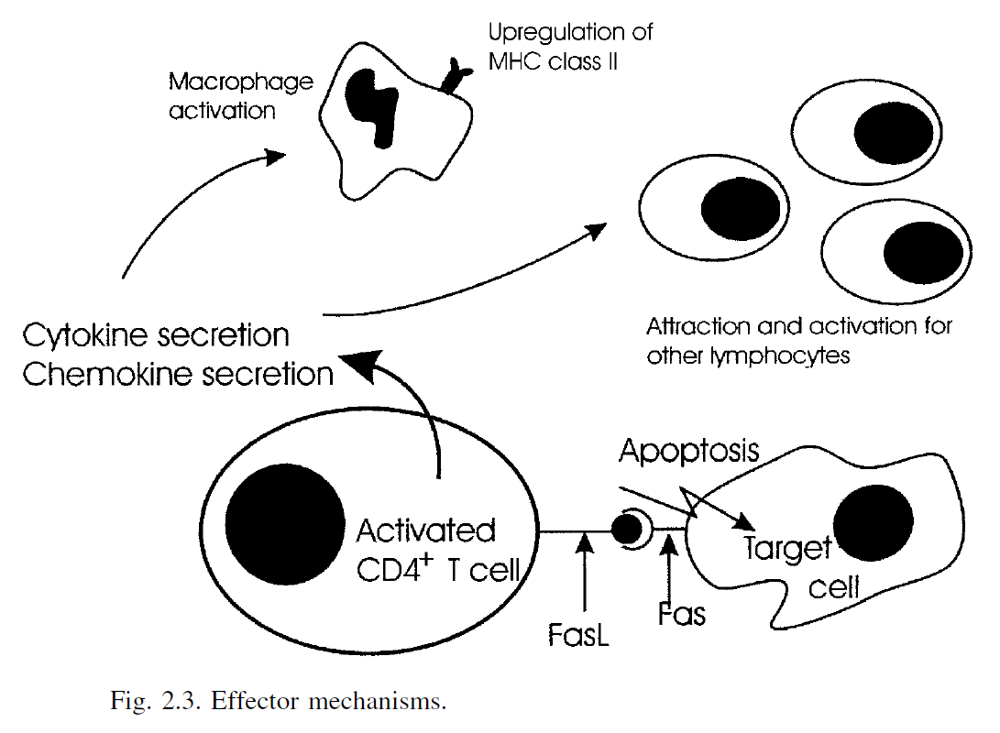 Upregulation of
MHC class II
Macrophage
activation
Cytokine secretion
Chemokine secretion
Attraction and activation for
other lymphocytes
Apoptosis
Activated
CD4⁺ T cell
Target
cell
FasL
Fas
Fig. 2.3. Effector mechanisms.